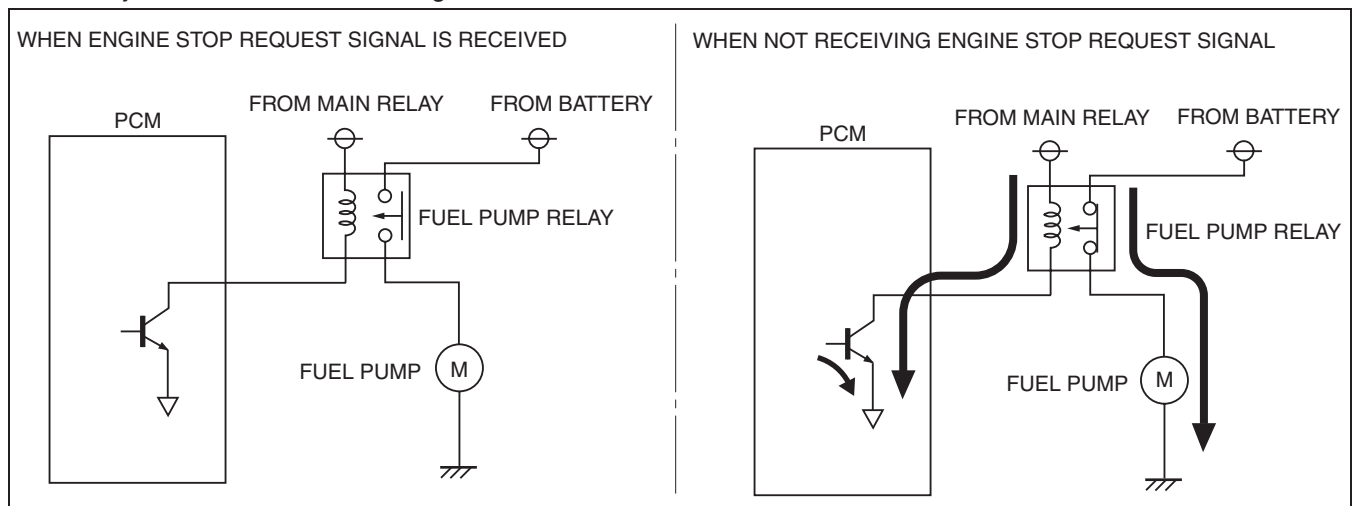 WHEN ENGINE STOP REQUEST SIGNAL IS RECEIVED
FROM MAIN RELAY
FROM BATTERY
PCM
FUEL PUMP RELAY
FUEL PUMP
M
WHEN NOT RECEIVING ENGINE STOP REQUEST SIGNAL
FROM MAIN RELAY
FROM BATTERY
PCM
FUEL PUMP RELAY
FUEL PUMP
M